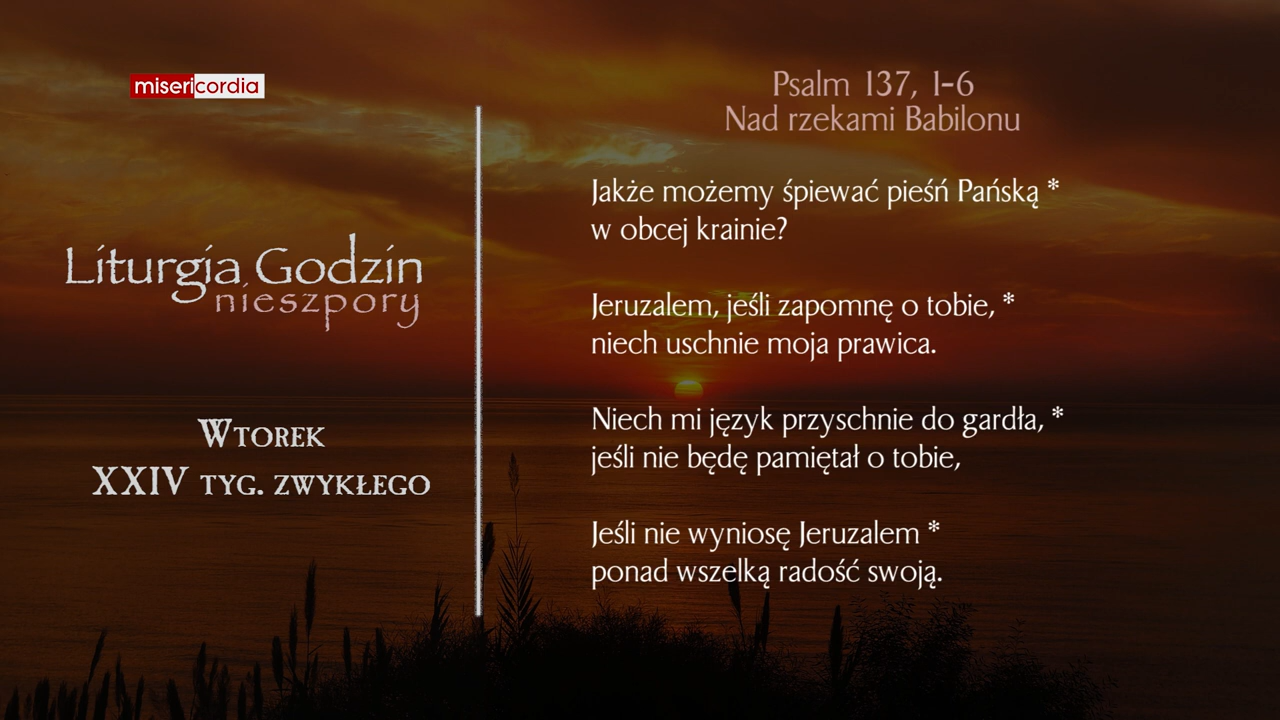 misericordia
Liturgia Godzin
nieszpory
Wtorek
XXIV tyg. zwykłego
Psalm 137, 1-6
Nad rzekami Babilonu
Jakże możemy śpiewać pieśń Pańską *
w obcej krainie?
Jeruzalem, jeśli zapomnę o tobie, *
niech uschnie moja prawica.
Niech mi język przyschnie do gardła, *
jeśli nie będę pamiętał o tobie,
Jeśli nie wyniosę Jeruzalem *
ponad wszelką radość swoją.